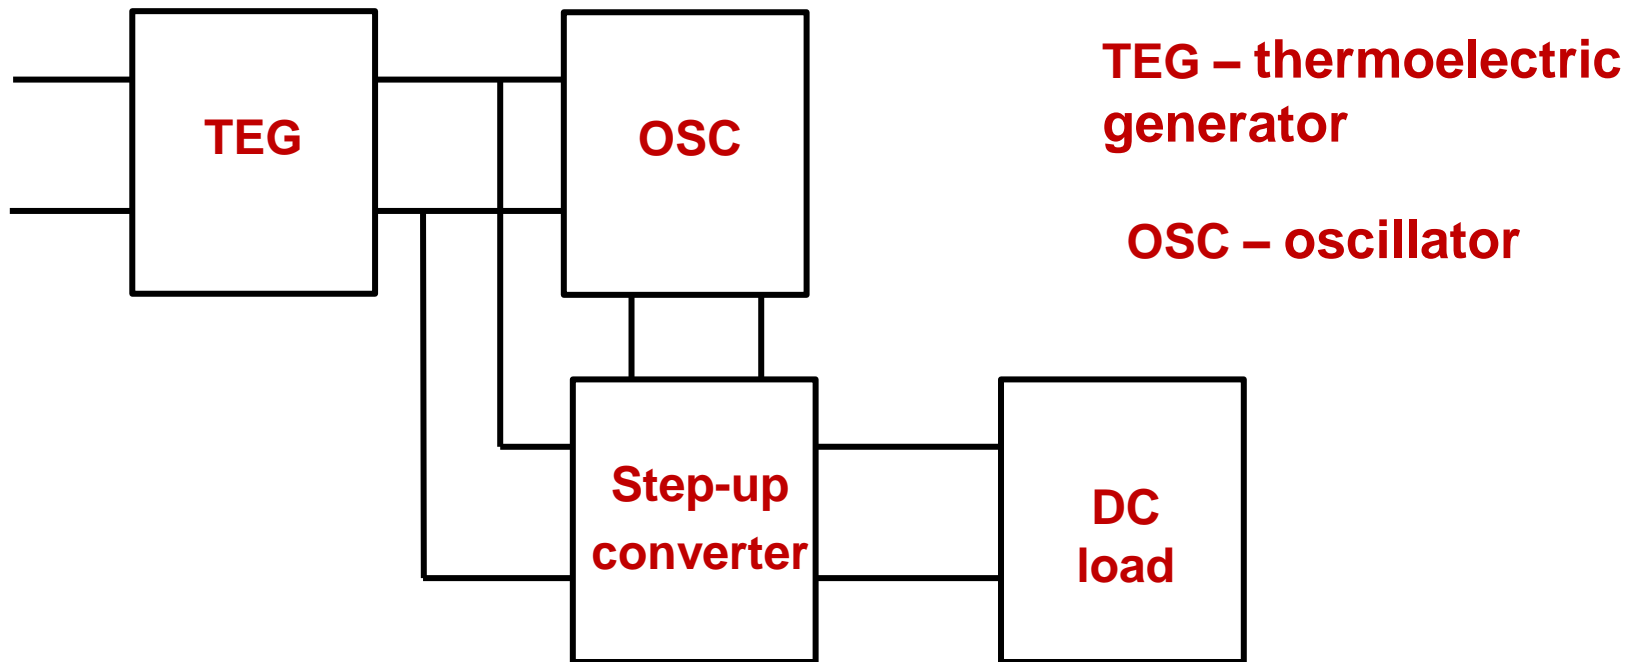 TEG
OSC
TEG – thermoelectric
generator
OSC – oscillator
Step-up
converter
DC
load